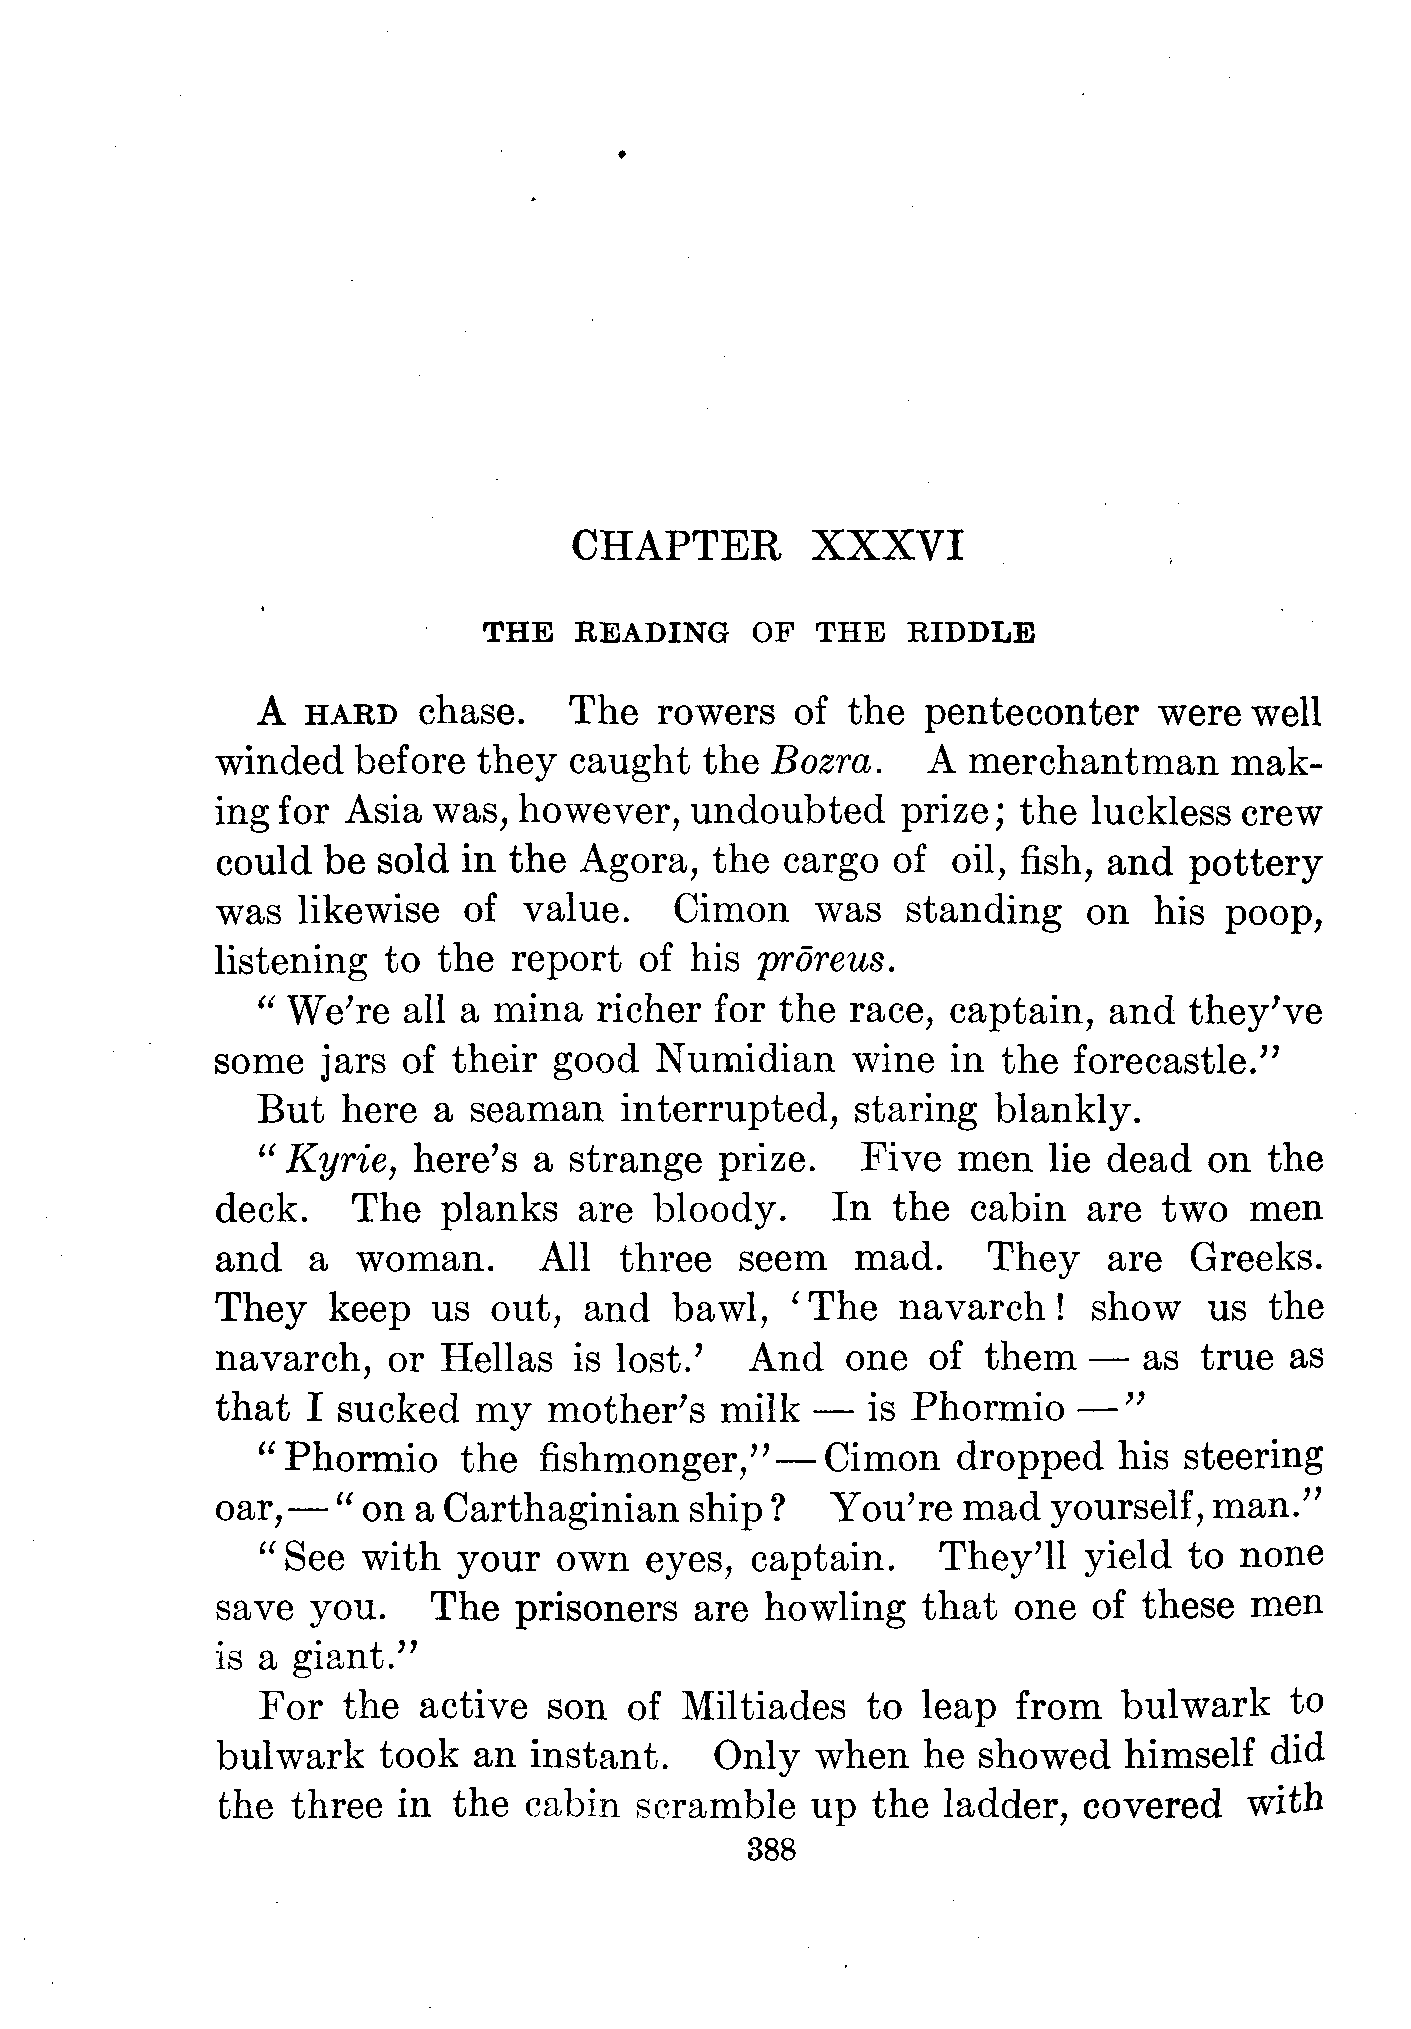 CHAPTER XXXVI
THE READING OF THE RIDDLE
A HARD chase. The rowers of the penteconter were well
winded before they caught the Bozra. A merchantman mak-
ing for Asia was, however, undoubted prize; the luckless crew
could be sold in the Agora, the cargo of oil, fish, and pottery
was likewise of value. Cimon was standing on his poop,
listening to the report of his prōreus.
“We're all a mina richer for the race, captain, and they've
some jars of their good Numidian wine in the forecastle.”
But here a seaman interrupted, staring blankly.
“Kyrie, here's a strange prize. Five men lie dead on the
deck. The planks are bloody. In the cabin are two men
and a woman. All three seem mad. They are Greeks.
They keep us out, and bawl, ‘The navarch! show us the
navarch, or Hellas is lost.’ And one of them — as true as
that I sucked my mother's milk — is Phormio —”
“Phormio the fishmonger,”—Cimon dropped his steering
oar,—“on a Carthaginian ship? You're mad yourself, man.”
“See with your own eyes, captain. They'll yield to none
save you. The prisoners are howling that one of these men
is a giant.”
For the active son of Miltiades to leap from bulwark to
bulwark took an instant. Only when he showed himself did
the three in the cabin scramble up the ladder, covered with
388